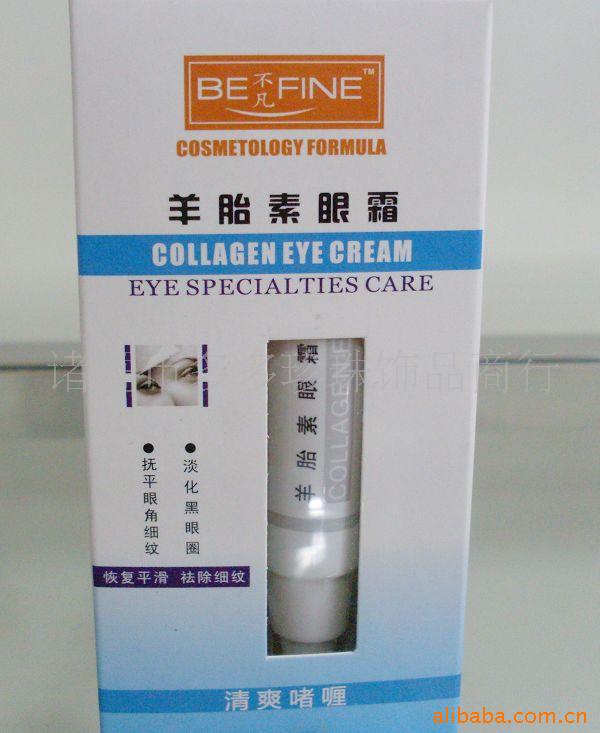 BE不凡FINE™
COSMETOLOGY FORMULA
羊胎素眼霜
COLLAGEN EYE CREAM
EYE SPECIALTIES CARE
淡化黑眼圈
抚平眼角细纹
恢复平滑 祛除细纹
羊胎素眼霜
COLLAGEN
清爽啫喱
alibaba.com.cn